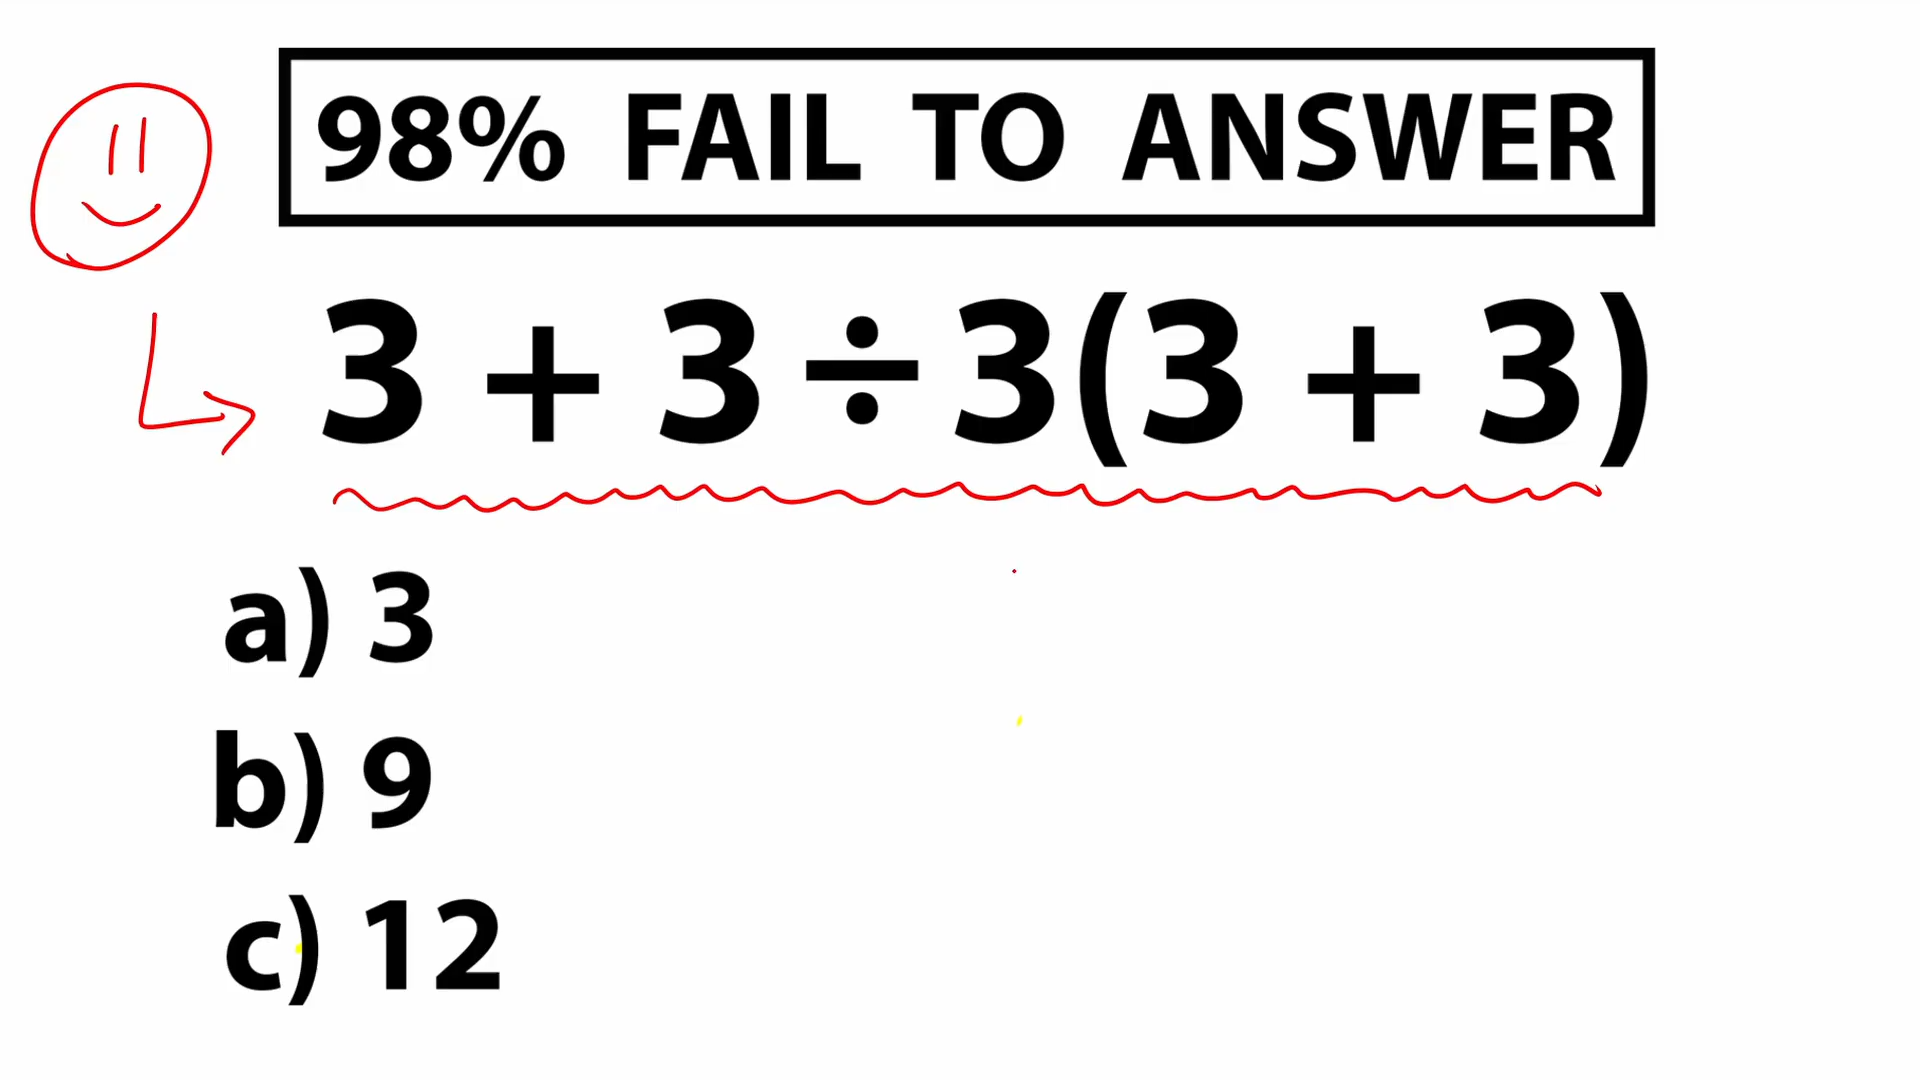 98% FAIL TO ANSWER
3 + 3 ÷ 3(3 + 3)
a) 3
b) 9
c) 12